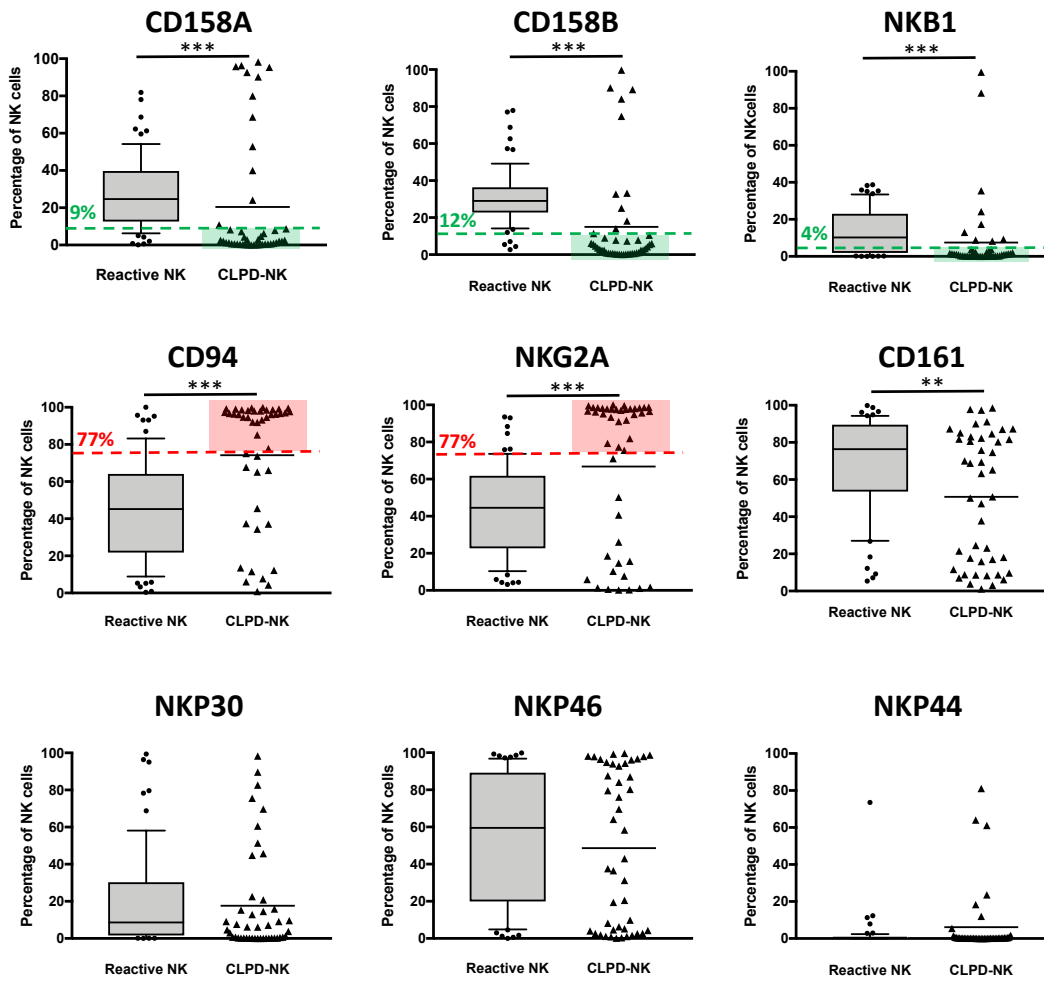 CD158A
***
Percentage of NK cells
100
80
60
40
20
0
9%
Reactive NK
CLPD-NK
CD158B
***
Percentage of NK cells
100
80
60
40
20
0
12%
Reactive NK
CLPD-NK
NKB1
***
Percentage of NKcells
100
80
60
40
20
0
4%
Reactive NK
CLPD-NK
CD94
***
Percentage of NK cells
100
80
60
40
20
0
77%
Reactive NK
CLPD-NK
NKG2A
***
Percentage of NK cells
100
80
60
40
20
0
77%
Reactive NK
CLPD-NK
CD161
**
Percentage of NK cells
100
80
60
40
20
0
Reactive NK
CLPD-NK
NKP30
Percentage of NK cells
100
80
60
40
20
0
Reactive NK
CLPD-NK
NKP46
Percentage of NK cells
100
80
60
40
20
0
Reactive NK
CLPD-NK
NKP44
Percentage of NK cells
100
80
60
40
20
0
Reactive NK
CLPD-NK